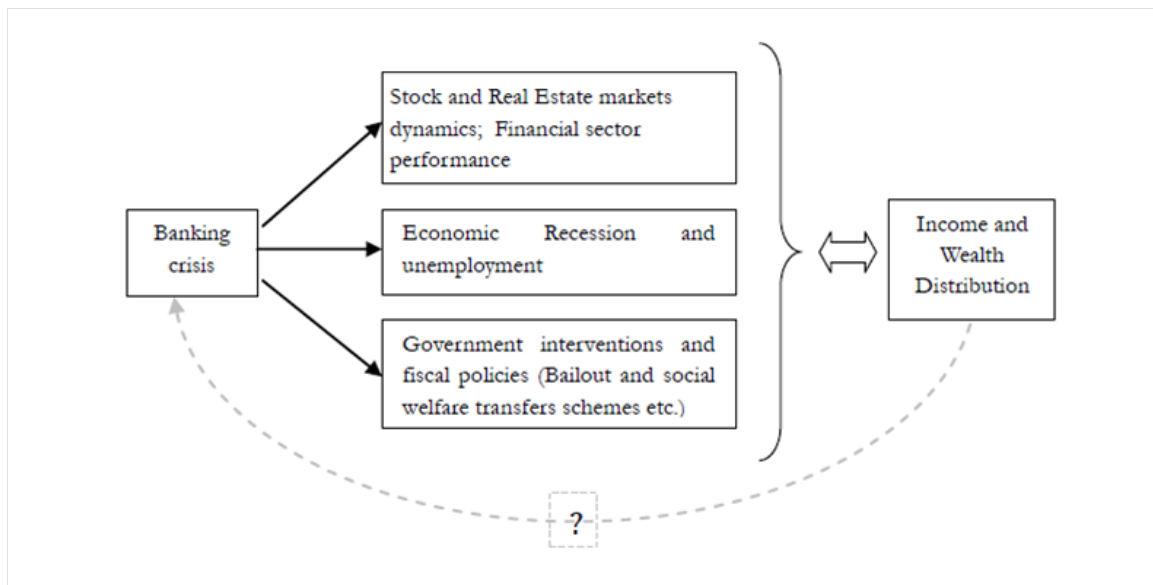 Stock and Real Estate markets
dynamics; Financial sector
performance
Banking
crisis
Economic Recession and
unemployment
Income and
Wealth
Distribution
Government interventions and
fiscal policies (Bailout and social
welfare transfers schemes etc.)
?